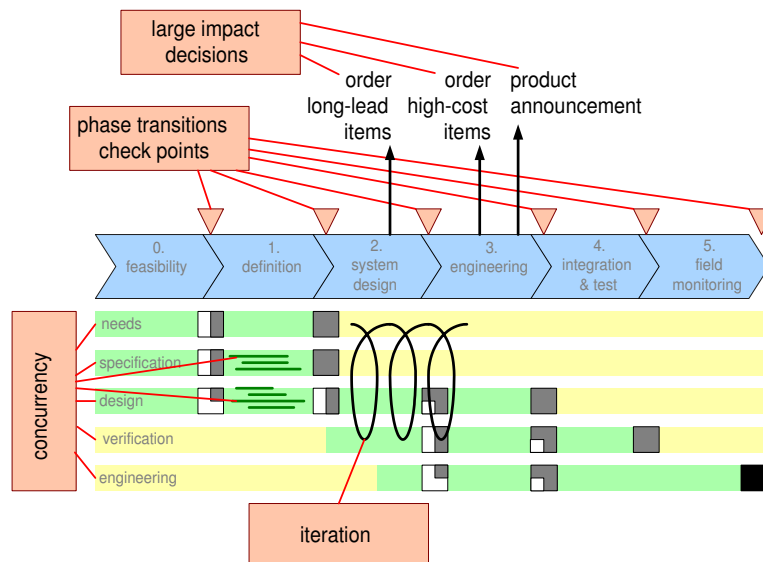 large impact
decisions
order
long-lead
items
order
high-cost
items
product
announcement
phase transitions
check points
0.
feasibility
1.
definition
2.
system
design
3.
engineering
4.
integration
& test
5.
field
monitoring
concurrency
needs
specification
design
verification
engineering
iteration